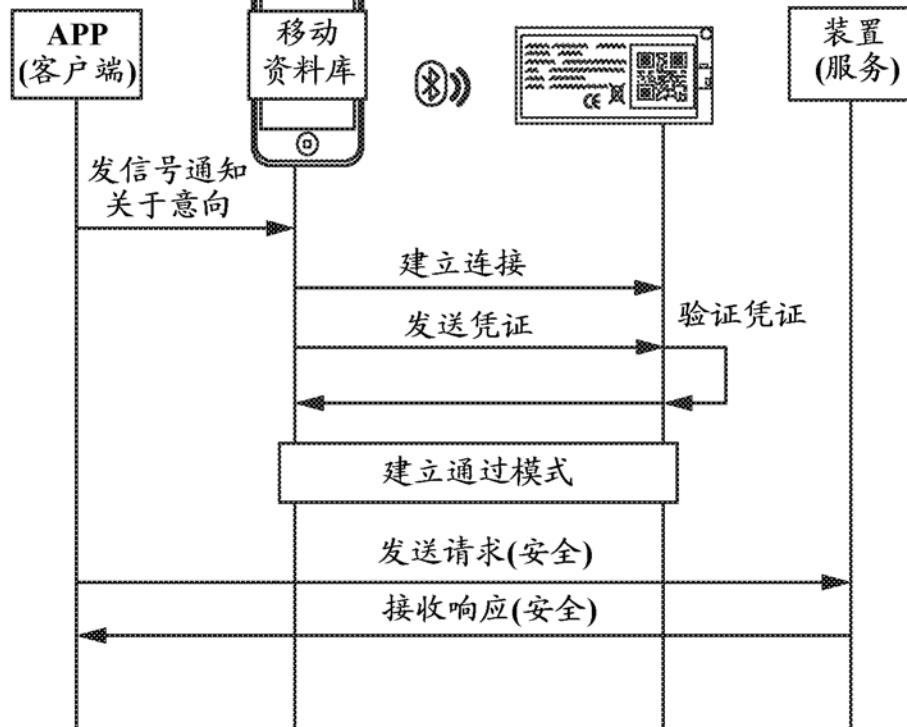 APP
(客户端)
移动
资料库
CE
装置
(服务)
发信号通知
关于意向
建立连接
发送凭证
验证凭证
建立通过模式
发送请求(安全)
接收响应(安全)